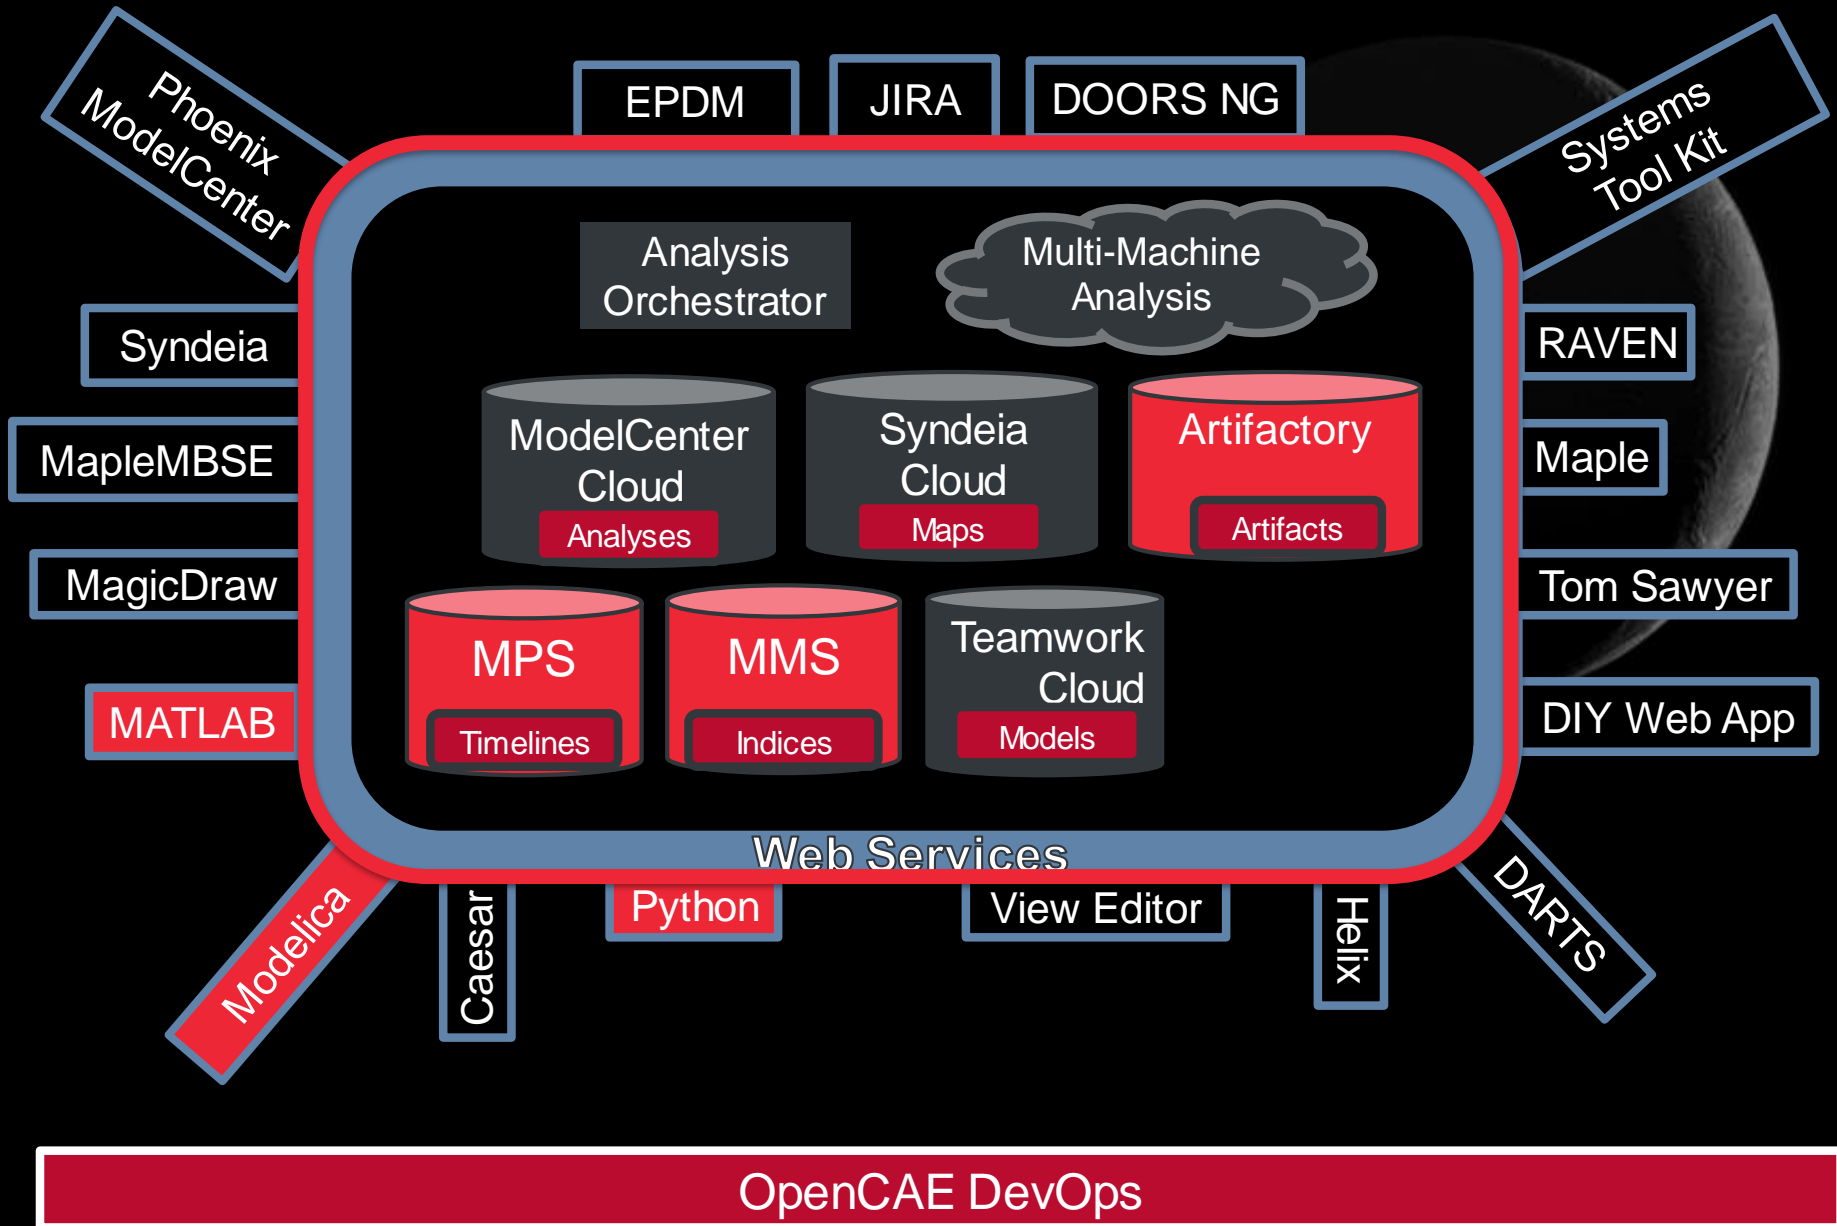 Phoenix
ModelCenter
EPDM
JIRA
DOORS NG
Systems
Tool Kit
Analysis
Orchestrator
Multi-Machine
Analysis
Syndeia
RAVEN
ModelCenter
Cloud
Analyses
Syndeia
Cloud
Maps
Artifactory
Artifacts
MapleMBSE
Maple
MagicDraw
Tom Sawyer
MPS
Timelines
MMS
Indices
Teamwork
Cloud
Models
MATLAB
DIY Web App
Web Services
Modelica
Caesar
Python
View Editor
Helix
DARTS
OpenCAE DevOps